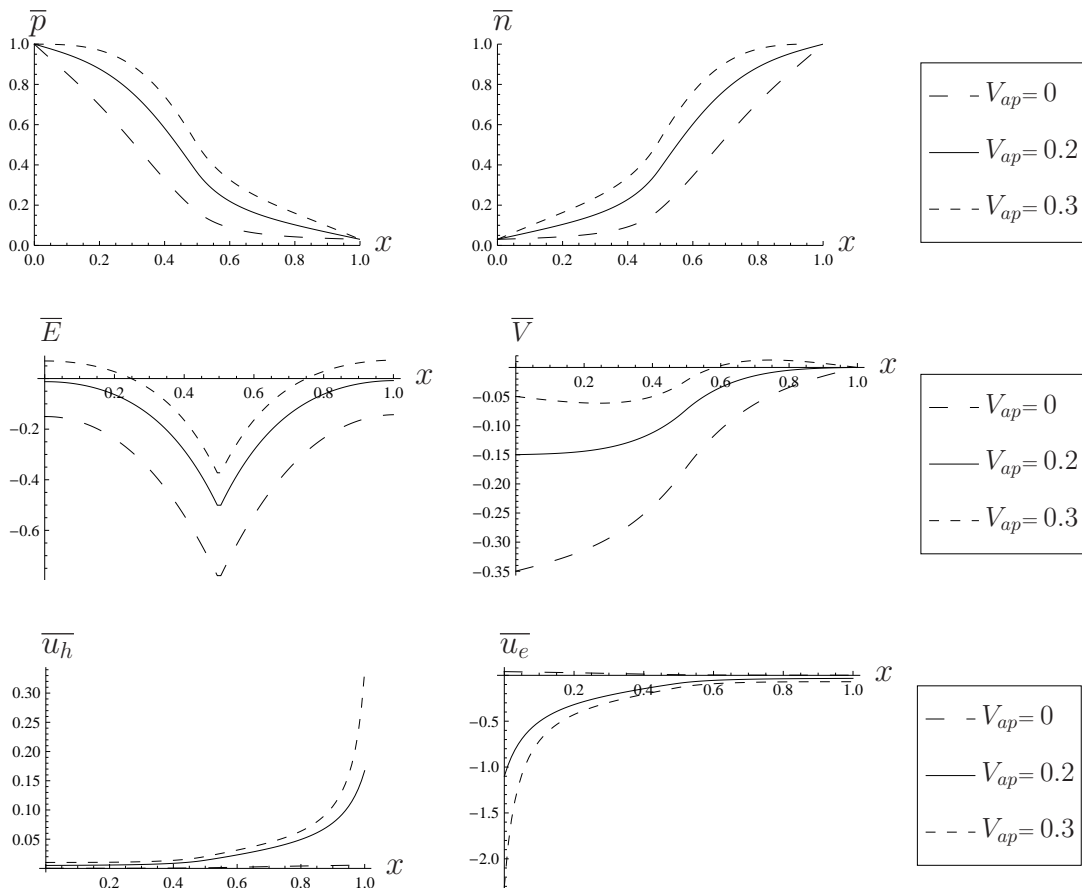 p̅ n̅
1.0 0.8 0.6 0.4 0.2 0.0
0.0 0.2 0.4 0.6 0.8 1.0 x
1.0 0.8 0.6 0.4 0.2 0.0
0.0 0.2 0.4 0.6 0.8 1.0 x
V_ap= 0
V_ap= 0.2
V_ap= 0.3
E̅ V̅
0.2 0.4 0.6 0.8 1.0 x
−0.2 −0.4 −0.6
0.2 0.4 0.6 0.8 1.0 x
−0.05 −0.10 −0.15 −0.20 −0.25 −0.30 −0.35
V_ap= 0
V_ap= 0.2
V_ap= 0.3
u_h̅ u_e̅
0.30 0.25 0.20 0.15 0.10 0.05
0.2 0.4 0.6 0.8 1.0 x
0.2 0.4 0.6 0.8 1.0 x
−0.5 −1.0 −1.5 −2.0
V_ap= 0
V_ap= 0.2
V_ap= 0.3